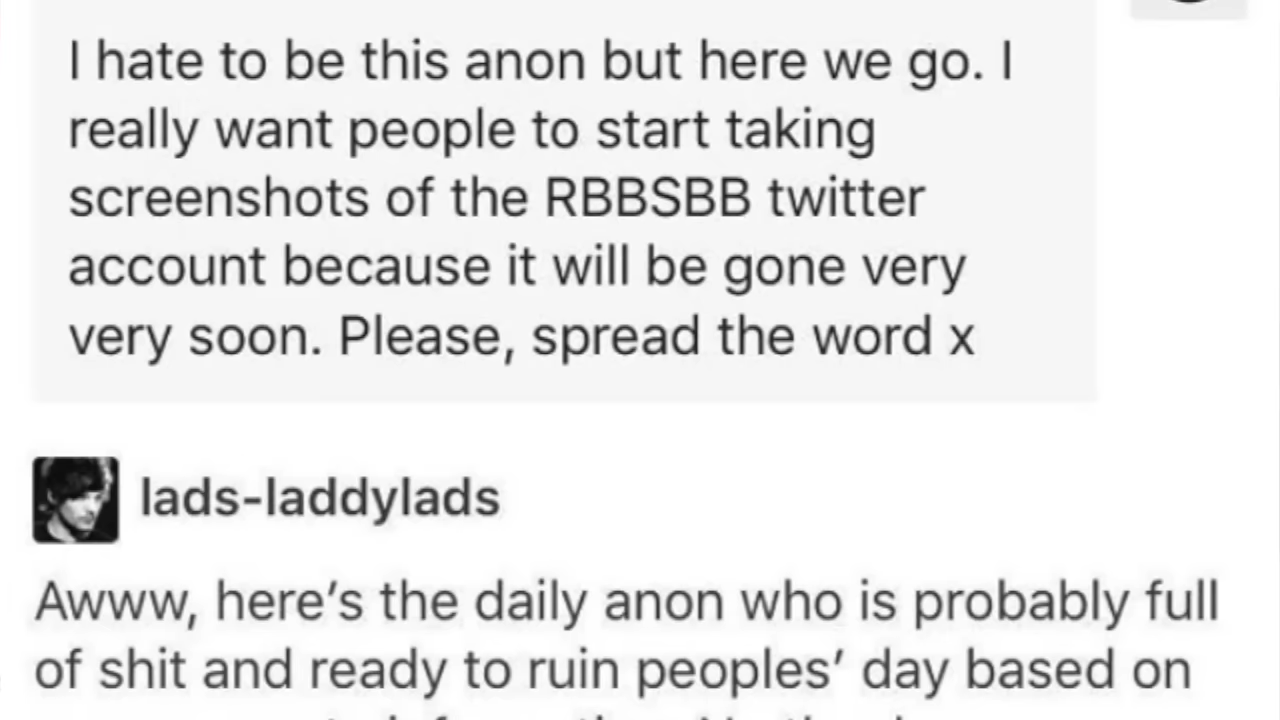 I hate to be this anon but here we go. I
really want people to start taking
screenshots of the RBBSBB twitter
account because it will be gone very
very soon. Please, spread the word x
lads-laddylads
Awww, here's the daily anon who is probably full
of shit and ready to ruin peoples' day based on